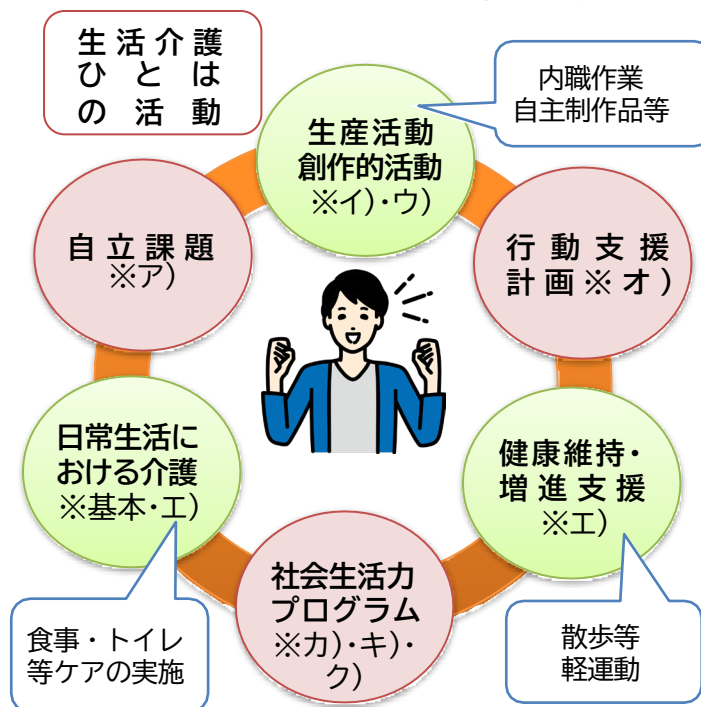 生活介護
ひとは
の活動
内職作業
自主制作品等
生産活動
創作的活動
※イ)・ウ)
自立課題
※ア)
行動支援
計画※オ)
日常生活に
おける介護
※基本・エ)
健康維持・
増進支援
※エ)
社会生活力
プログラム
※カ)・キ)・
ク)
食事・トイレ
等ケアの実施
散歩等
軽運動